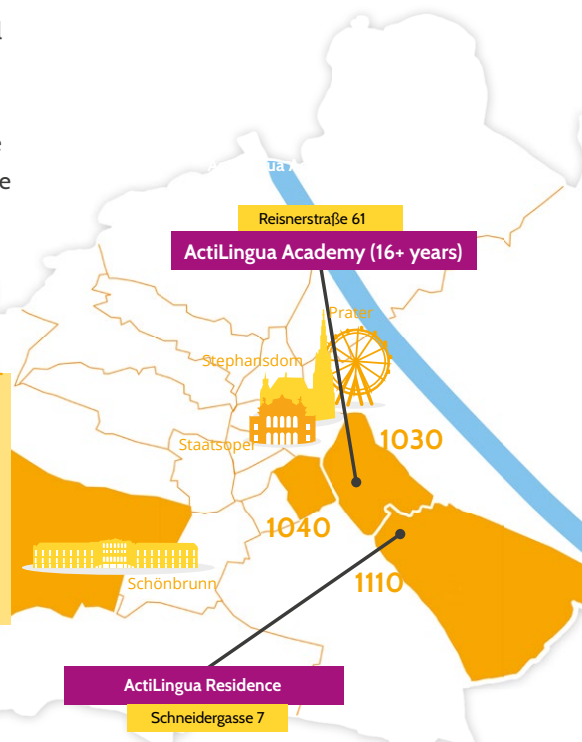 Reisnerstraße 61
ActiLingua Academy (16+ years)
Prater
Stephansdom
Staatsoper
1030
1040
Schönbrunn
1110
ActiLingua Residence
Schneidergasse 7